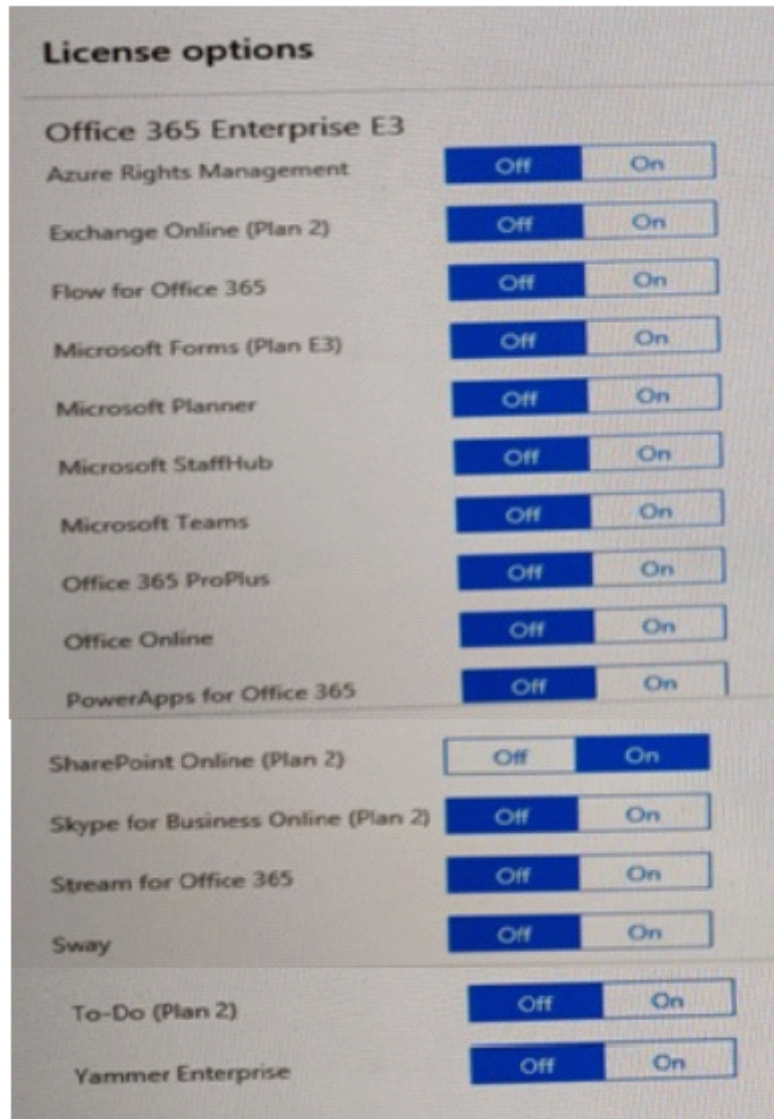 License options
Office 365 Enterprise E3
Azure Rights Management Off On
Exchange Online (Plan 2) Off On
Flow for Office 365 Off On
Microsoft Forms (Plan E3) Off On
Microsoft Planner Off On
Microsoft StaffHub Off On
Microsoft Teams Off On
Office 365 ProPlus Off On
Office Online Off On
PowerApps for Office 365 Off On
SharePoint Online (Plan 2) Off On
Skype for Business Online (Plan 2) Off On
Stream for Office 365 Off On
Sway Off On
To-Do (Plan 2) Off On
Yammer Enterprise Off On